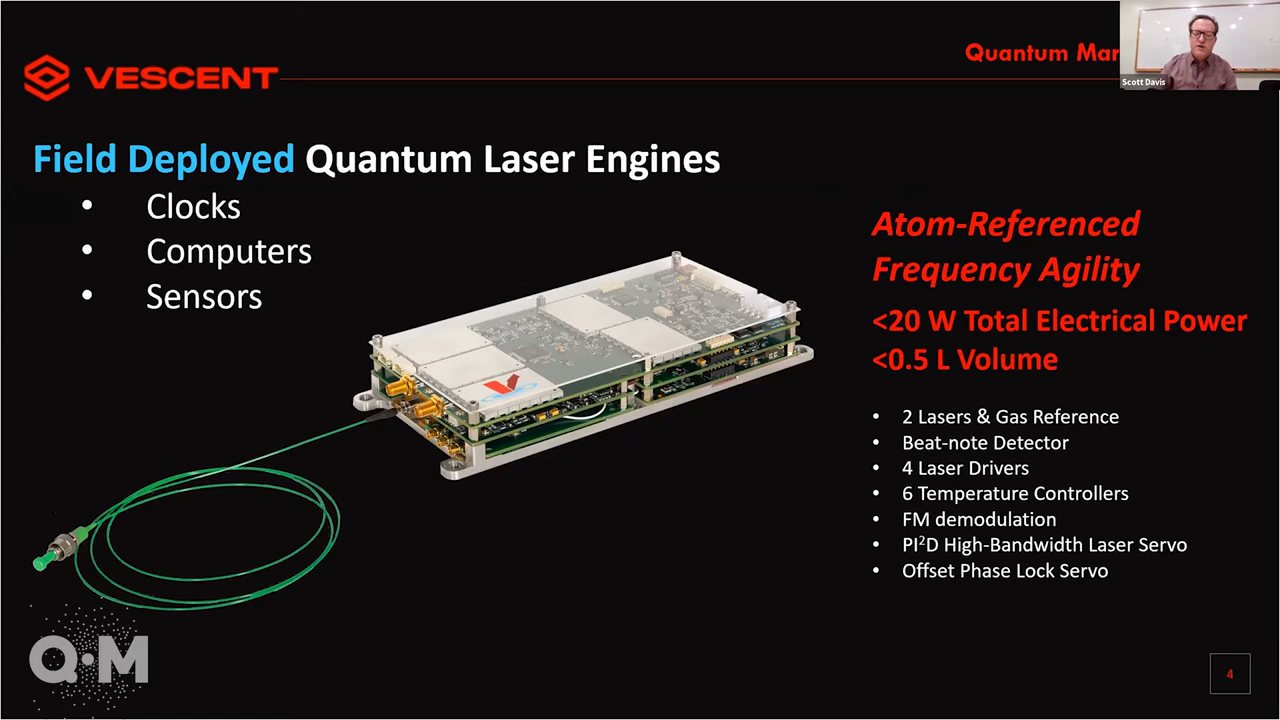 VESCENT
Quantum Mar
Scott Davis
Field Deployed Quantum Laser Engines
• Clocks
• Computers
• Sensors
Atom-Referenced
Frequency Agility
<20 W Total Electrical Power
<0.5 L Volume
• 2 Lasers & Gas Reference
• Beat-note Detector
• 4 Laser Drivers
• 6 Temperature Controllers
• FM demodulation
• PI²D High-Bandwidth Laser Servo
• Offset Phase Lock Servo
Q·M
4